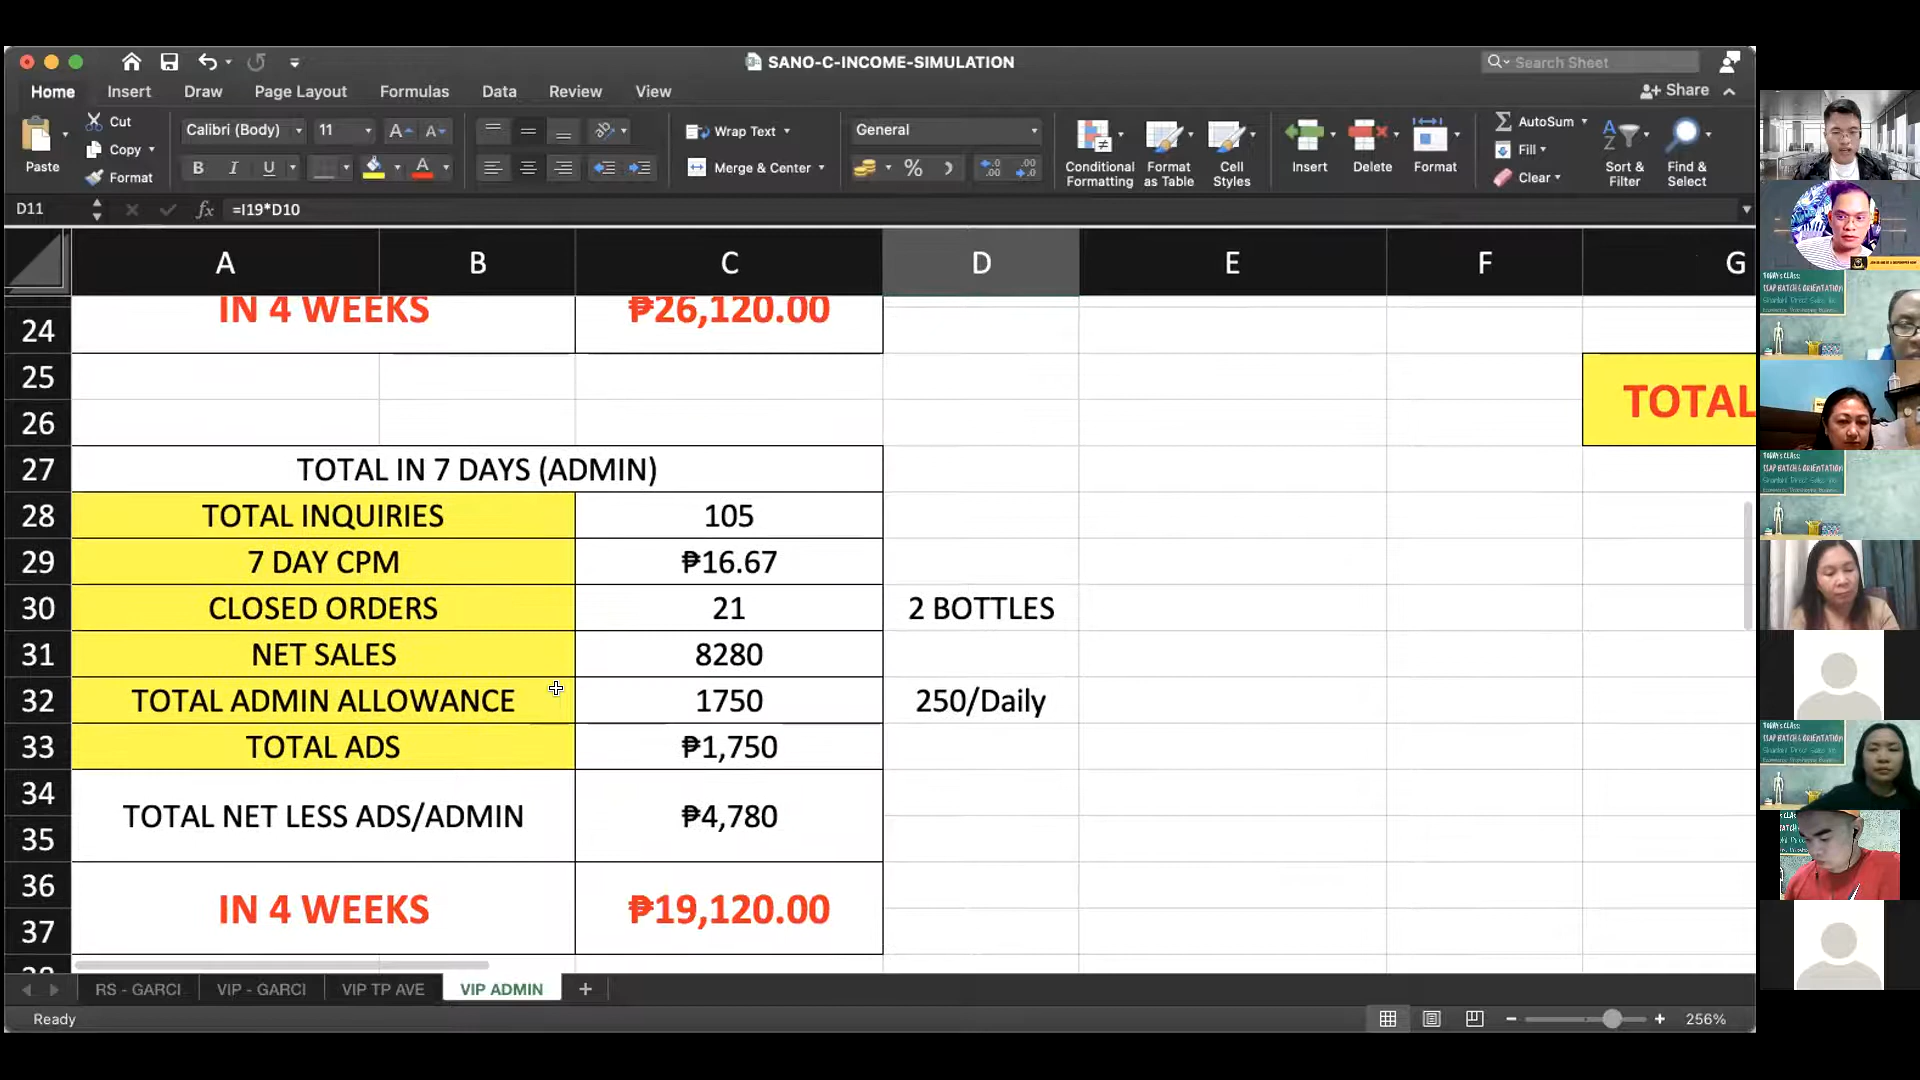 SANO-C-INCOME-SIMULATION
Search Sheet
Home Insert Draw Page Layout Formulas Data Review View
Share
Paste
Cut
Copy
Format
Calibri (Body) 11
Wrap Text
Merge & Center
General
Conditional Formatting
Format as Table
Cell Styles
Insert
Delete
Format
AutoSum
Fill
Clear
Sort & Filter
Find & Select
D11 fx =I19*D10
A B C D E F G
24 IN 4 WEEKS ₱26,120.00
25 TOTAL
26
27 TOTAL IN 7 DAYS (ADMIN)
28 TOTAL INQUIRIES 105
29 7 DAY CPM ₱16.67
30 CLOSED ORDERS 21 2 BOTTLES
31 NET SALES 8280
32 TOTAL ADMIN ALLOWANCE 1750 250/Daily
33 TOTAL ADS ₱1,750
34
TOTAL NET LESS ADS/ADMIN ₱4,780
35
36
IN 4 WEEKS ₱19,120.00
37
38
RS - GARCI VIP - GARCI VIP TP AVE VIP ADMIN +
Ready
256%
TODAY'S CLASS: